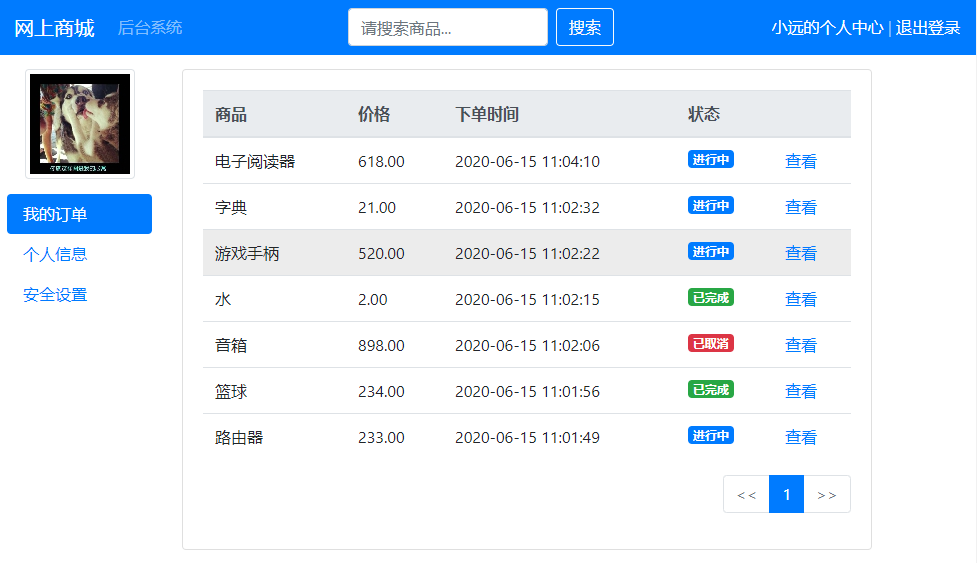 网上商城 后台系统 请搜索商品... 搜索 小远的个人中心 | 退出登录
我的订单
个人信息
安全设置
商品 价格 下单时间 状态
电子阅读器 618.00 2020-06-15 11:04:10 进行中 查看
字典 21.00 2020-06-15 11:02:32 进行中 查看
游戏手柄 520.00 2020-06-15 11:02:22 进行中 查看
水 2.00 2020-06-15 11:02:15 已完成 查看
音箱 898.00 2020-06-15 11:02:06 已取消 查看
篮球 234.00 2020-06-15 11:01:56 已完成 查看
路由器 233.00 2020-06-15 11:01:49 进行中 查看
<< 1 >>